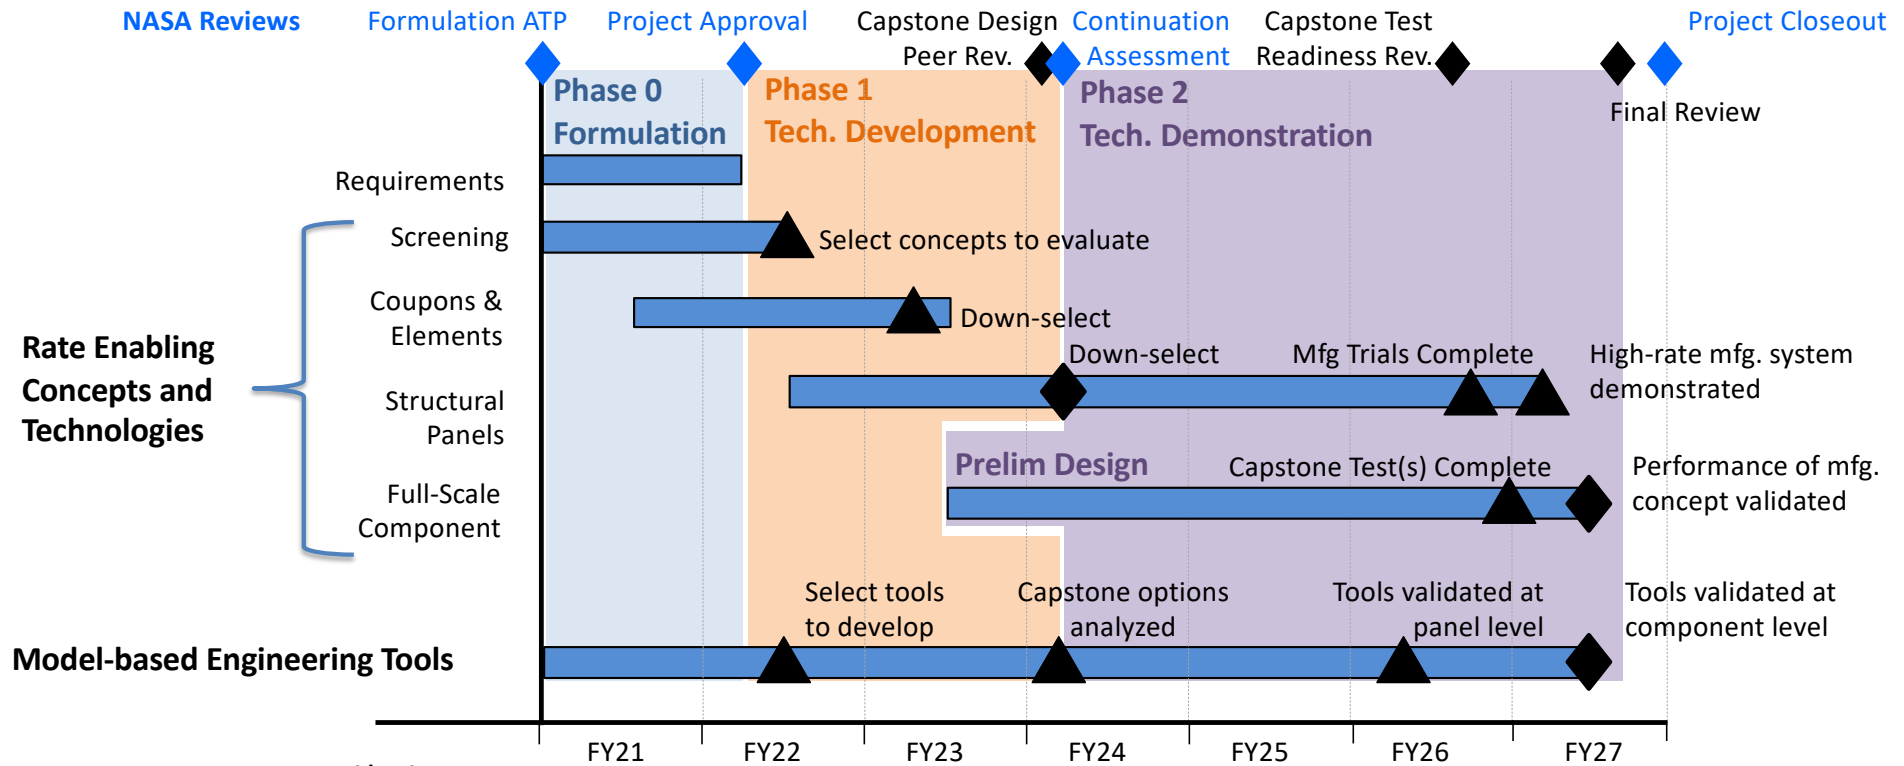 NASA Reviews
Formulation ATP
Project Approval
Capstone Design
Peer Rev.
Continuation
Assessment
Capstone Test
Readiness Rev.
Project Closeout
Final Review
Phase 0
Formulation
Phase 1
Tech. Development
Phase 2
Tech. Demonstration
Requirements
Screening
Select concepts to evaluate
Coupons &
Elements
Down-select
Rate Enabling
Concepts and
Technologies
Structural
Panels
Down-select
Mfg Trials Complete
High-rate mfg. system
demonstrated
Prelim Design
Full-Scale
Component
Capstone Test(s) Complete
Performance of mfg.
concept validated
Model-based Engineering Tools
Select tools
to develop
Capstone options
analyzed
Tools validated at
panel level
Tools validated at
component level
FY21
FY22
FY23
FY24
FY25
FY26
FY27